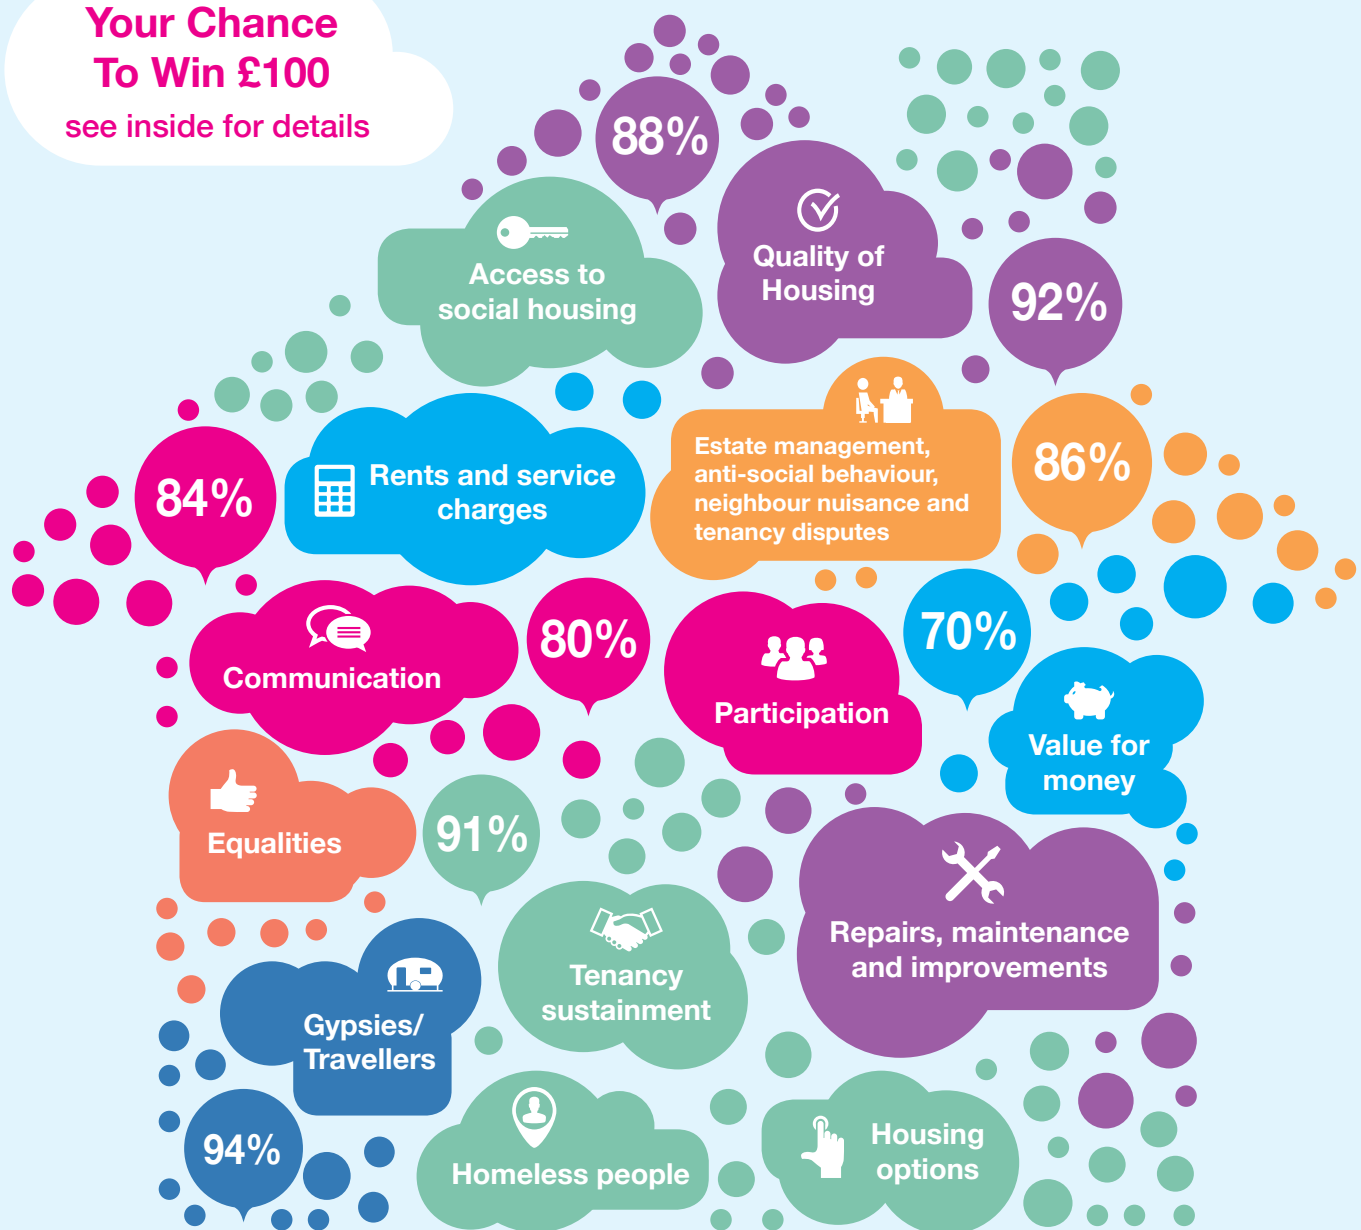 Your Chance
To Win £100
see inside for details
88%
Quality of
Housing
Access to
social housing
92%
Estate management,
anti-social behaviour,
neighbour nuisance and
tenancy disputes
86%
84%
Rents and service
charges
Communication
80%
Participation
70%
Value for
money
Equalities
91%
Repairs, maintenance
and improvements
Tenancy
sustainment
Gypsies/
Travellers
94%
Homeless people
Housing
options